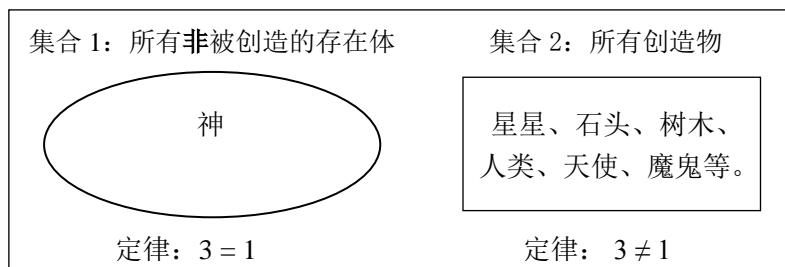 集合 1：所有非被创造的存在体
集合 2：所有创造物
神
星星、石头、树木、
人类、天使、魔鬼等。
定律：3 = 1
定律： 3 ≠ 1